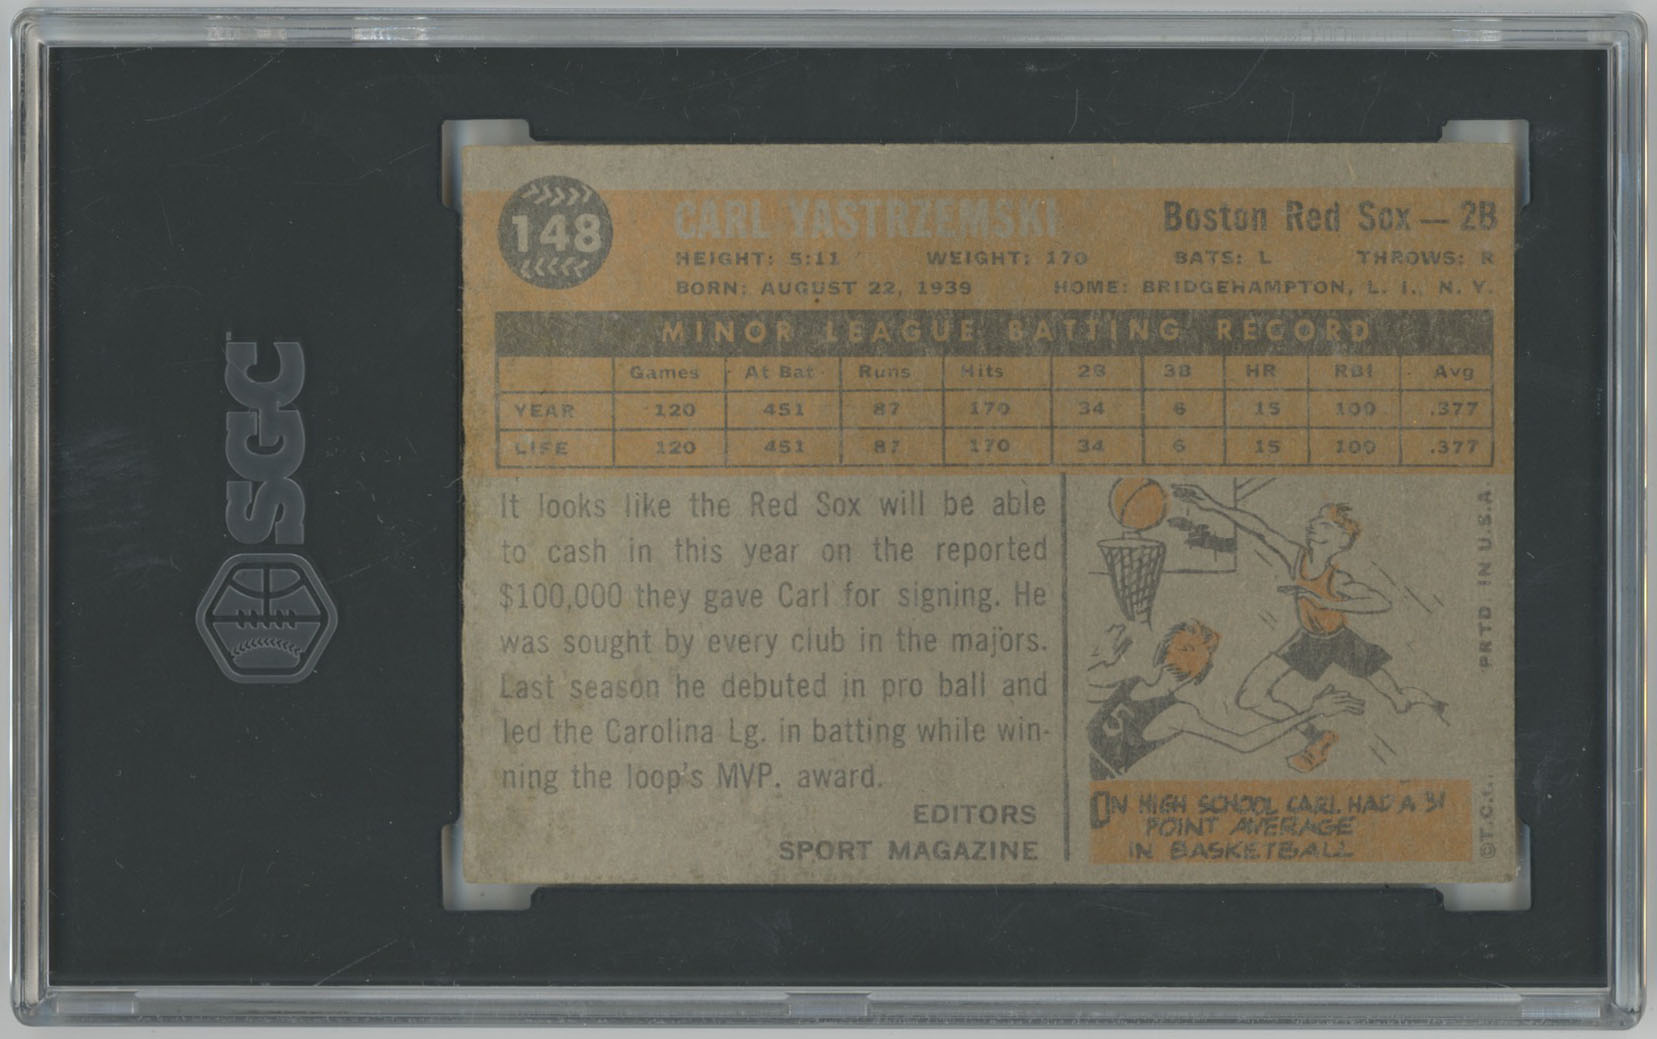 SGC
148
CARL YASTRZEMSKI Boston Red Sox — 2B
HEIGHT: 5:11 WEIGHT: 170 BATS: L THROWS: R
BORN: AUGUST 22, 1939 HOME: BRIDGEHAMPTON, L. I., N. Y.
MINOR LEAGUE BATTING RECORD
Games At Bat Runs Hits 2B 3B HR RBI Avg
YEAR 120 451 87 170 34 6 15 100 .377
LIFE 120 451 87 170 34 6 15 100 .377
It looks like the Red Sox will be able
to cash in this year on the reported
$100,000 they gave Carl for signing. He
was sought by every club in the majors.
Last season he debuted in pro ball and
led the Carolina Lg. in batting while win-
ning the loop's MVP. award.
EDITORS
SPORT MAGAZINE
5
ON HIGH SCHOOL CARL HAD A 31
POINT AVERAGE
IN BASKETBALL
©T.C.G. PRTD. IN U.S.A.